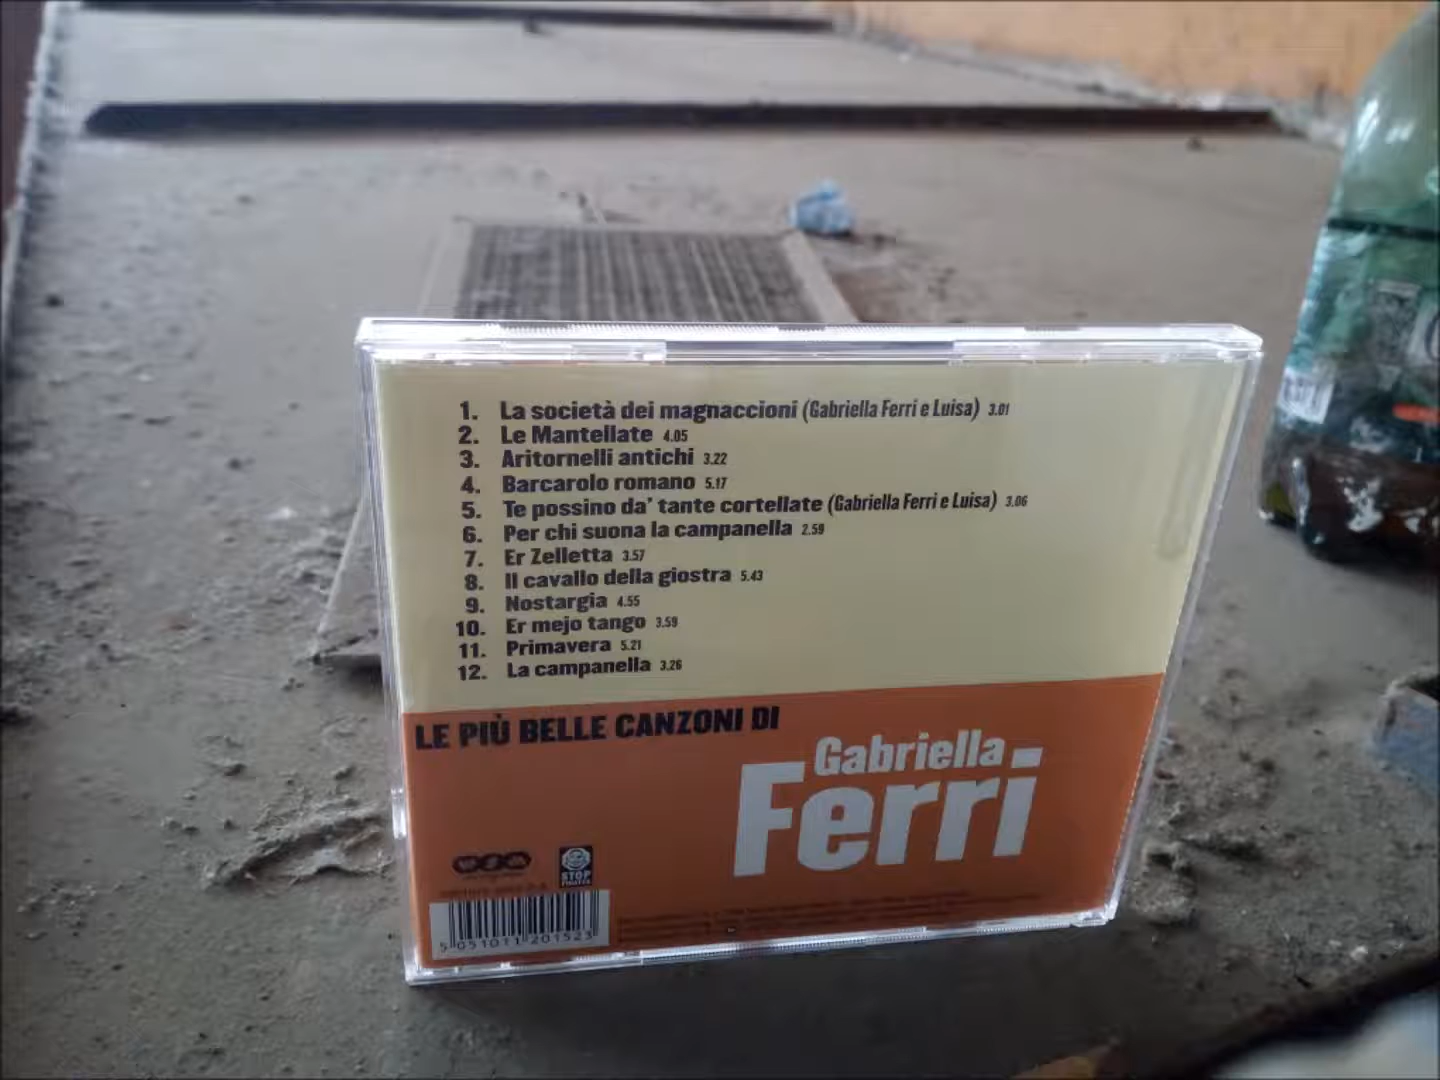 1. La società dei magnaccioni (Gabriella Ferri e Luisa) 3.01
2. Le Mantellate 4.05
3. Aritornelli antichi 3.22
4. Barcarolo romano 5.17
5. Te possino da' tante cortellate (Gabriella Ferri e Luisa) 3.06
6. Per chi suona la campanella 2.59
7. Er Zelletta 3.57
8. Il cavallo della giostra 5.43
9. Nostargia 4.55
10. Er mejo tango 3.59
11. Primavera 5.21
12. La campanella 3.26
LE PIÙ BELLE CANZONI DI
Gabriella
Ferri
STOP
5 051011 201523